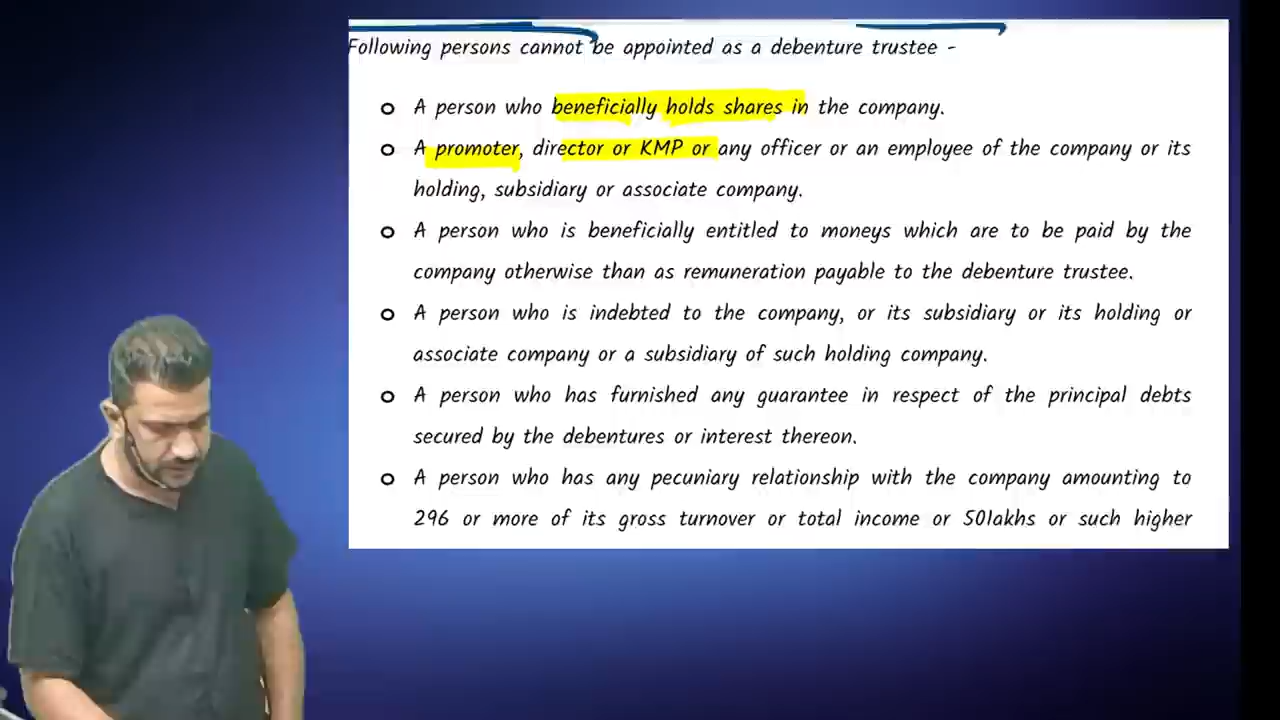 Following persons cannot be appointed as a debenture trustee -
o A person who beneficially holds shares in the company.
o A promoter, director or KMP or any officer or an employee of the company or its
holding, subsidiary or associate company.
o A person who is beneficially entitled to moneys which are to be paid by the
company otherwise than as remuneration payable to the debenture trustee.
o A person who is indebted to the company, or its subsidiary or its holding or
associate company or a subsidiary of such holding company.
o A person who has furnished any guarantee in respect of the principal debts
secured by the debentures or interest thereon.
o A person who has any pecuniary relationship with the company amounting to
296 or more of its gross turnover or total income or 50lakhs or such higher